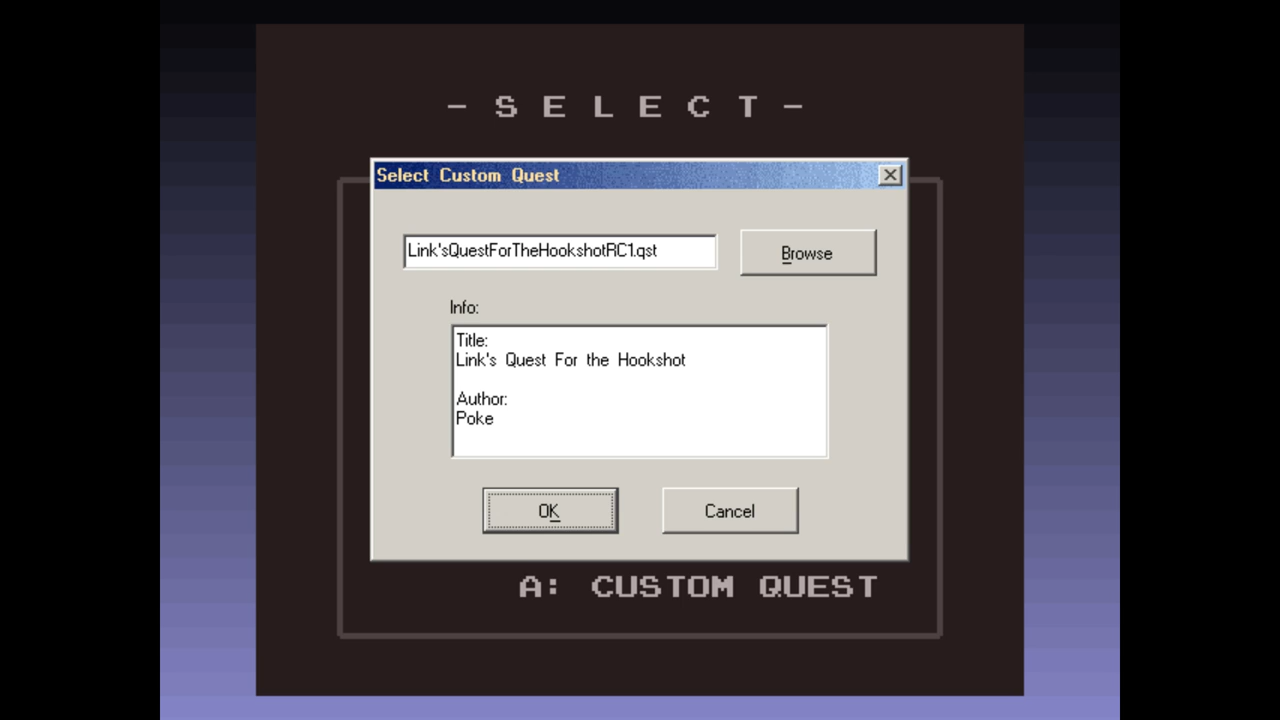 - S E L E C T -
Select Custom Quest
Link'sQuestForTheHookshotRC1.qst
Browse
Info:
Title:
Link's Quest For the Hookshot
Author:
Poke
OK
Cancel
A: CUSTOM QUEST